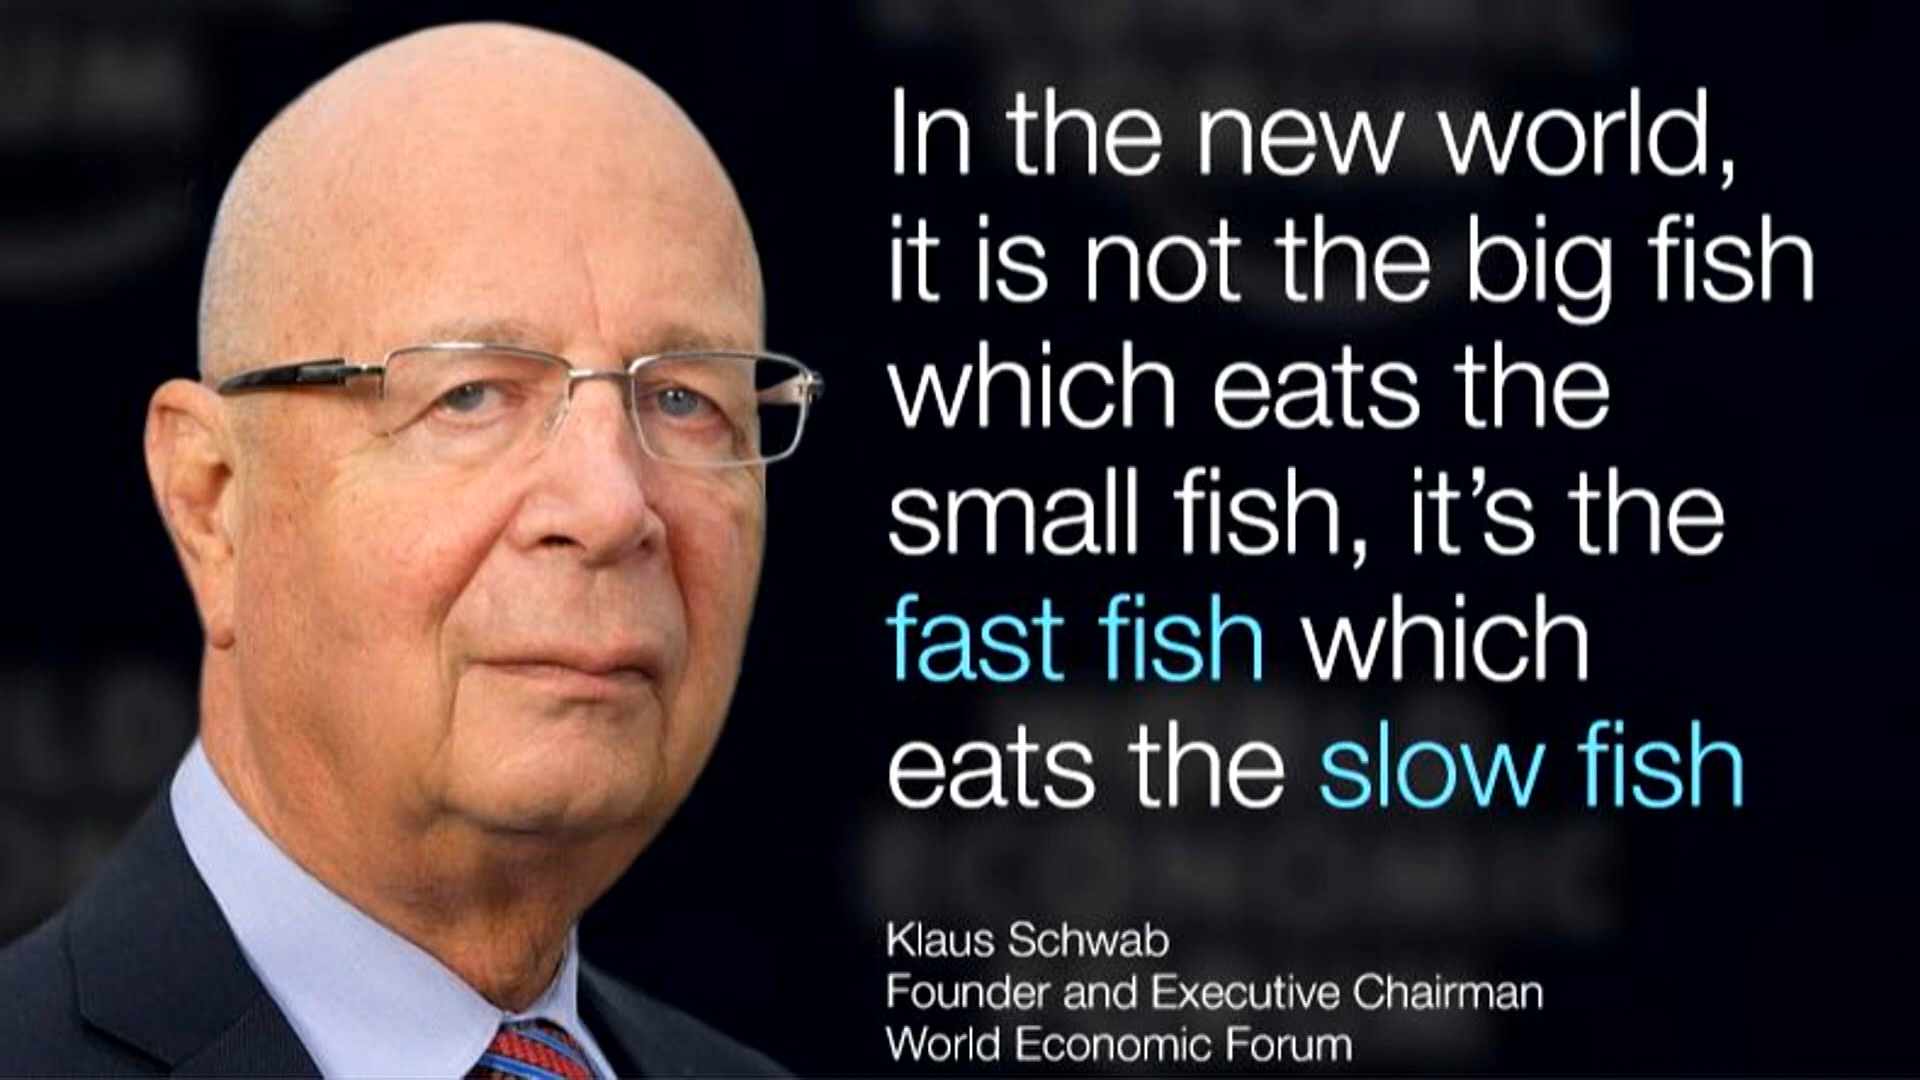 In the new world,
it is not the big fish
which eats the
small fish, it’s the
fast fish which
eats the slow fish
Klaus Schwab
Founder and Executive Chairman
World Economic Forum